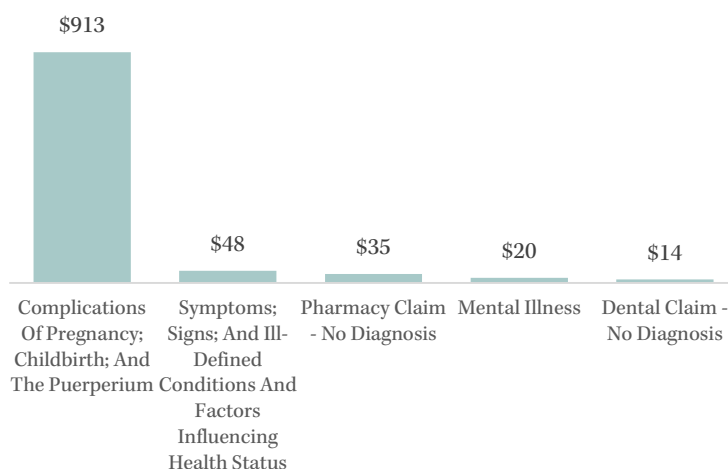 $913
$48
$35
$20
$14
Complications
Of Pregnancy;
Childbirth; And
The Puerperium
Symptoms;
Signs; And Ill-
Defined
Conditions And
Factors
Influencing
Health Status
Pharmacy Claim
- No Diagnosis
Mental Illness
Dental Claim -
No Diagnosis